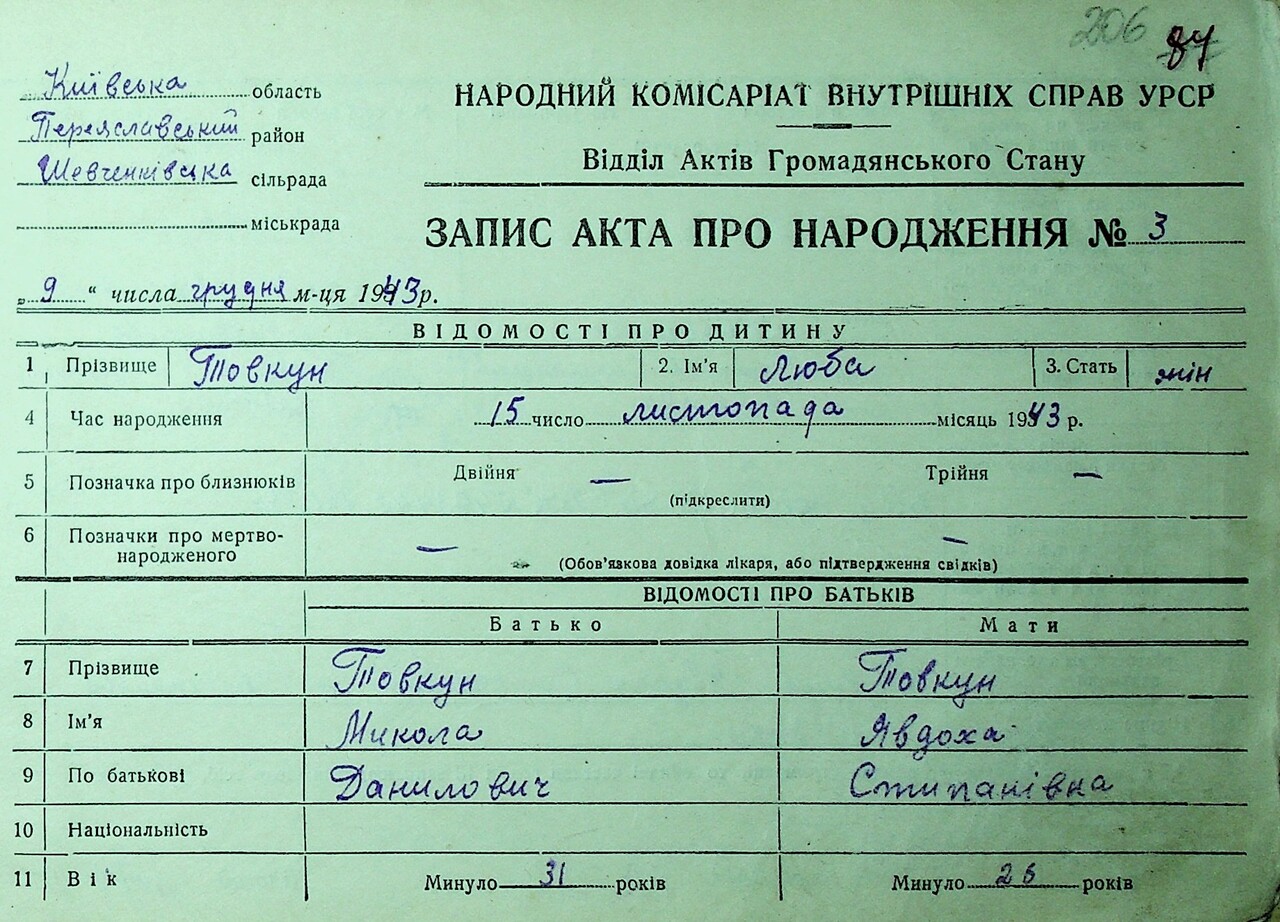 206 87
Київська область
Переяславський район
Шевченківська сільрада
міськрада
НАРОДНИЙ КОМІСАРІАТ ВНУТРІШНІХ СПРАВ УРСР
Відділ Актів Громадянського Стану
ЗАПИС АКТА ПРО НАРОДЖЕННЯ № 3
„9“ числа грудня м-ця 1943 р.
ВІДОМОСТІ ПРО ДИТИНУ
1 Прізвище Товкун 2. Ім'я Люба 3. Стать жін
4 Час народження 15 число листопада місяць 1943 р.
5 Позначка про близнюків Двійня — Трійня —
(підкреслити)
6 Позначки про мертво-
народженого — —
(Обов'язкова довідка лікаря, або підтвердження свідків)
ВІДОМОСТІ ПРО БАТЬКІВ
Батько Мати
7 Прізвище Товкун Товкун
8 Ім'я Микола Явдоха
9 По батькові Данилович Стипанівна
10 Національність
11 Вік Минуло 31 років Минуло років